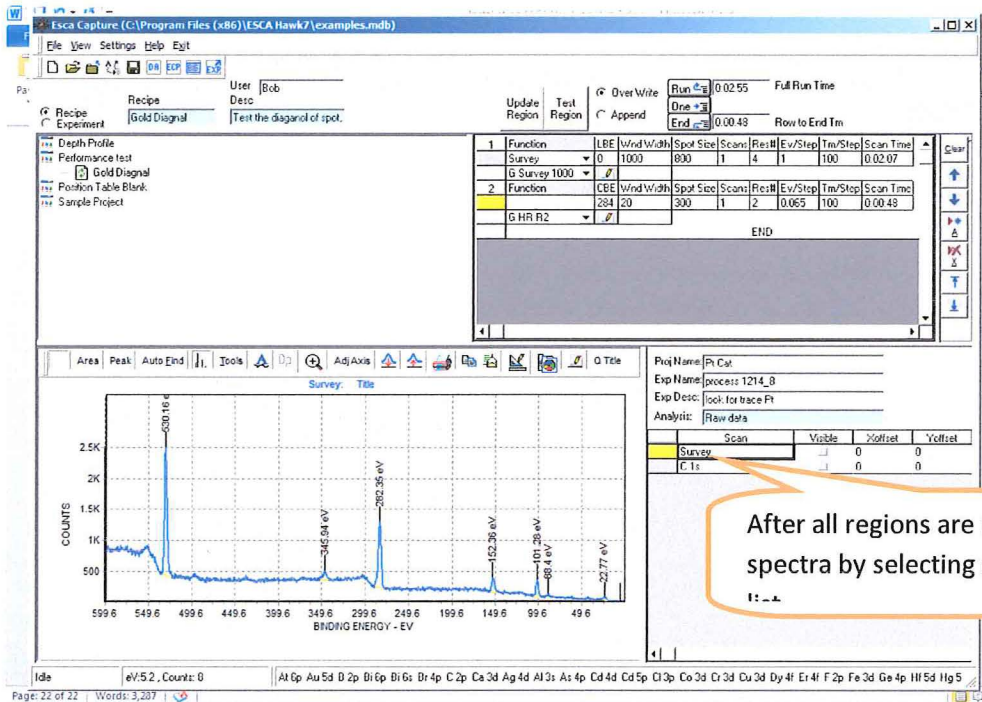 Esca Capture (C:\Program Files (x86)\ESCA Hawk7\examples.mdb)
File View Settings Help Exit
DA ECP
User Bob
Recipe Desc
Recipe
Experiment
Gold Diagnal Test the diaganol of spot,
Update Region
Test Region
Over Write
Append
Run 0:02:55 Full Run Time
One
End 0:00:48 Row to End Tm
Depth Profile
Performance test
Gold Diagnal
Position Table Blank
Sample Project
1 Function LBE Wnd Width Spot Size Scans Res# Ev/Step Tm/Step Scan Time
Survey 0 1000 800 1 4 1 100 0:02:07
G Survey 1000
2 Function CBE Wnd Width Spot Size Scans Res# Ev/Step Tm/Step Scan Time
284 20 300 1 2 0.065 100 0:00:48
G HR R2
END
Clear
A
X
Area Peak Auto Find Tools Adj Axis Q Title
Survey: Title
COUNTS
2.5K
2K
1.5K
1K
500
530.16 e
345.94 eV
282.35 eV
152.36 eV
101.28 eV
88.4 eV
22.77 eV
599.6 549.6 499.6 449.6 399.6 349.6 299.6 249.6 199.6 149.6 99.6 49.6
BINDING ENERGY - EV
Proj Name: Pt Cat
Exp Name: process 1214_8
Exp Desc: look for trace Pt
Analysis: Raw data
Scan Visible Xoffset Yoffset
Survey 0 0
C 1s 0 0
After all regions are
spectra by selecting
Idle eV:5.2 , Counts: 8 At 6p Au 5d B 2p Bi 6p Bi 6s Br 4p C 2p Ca 3d Ag 4d Al 3s As 4p Cd 4d Cd 5p Cl 3p Co 3d Cr 3d Cu 3d Dy 4f Er 4f F 2p Fe 3d Ge 4p Hf 5d Hg 5
Page: 22 of 22 Words: 3,287